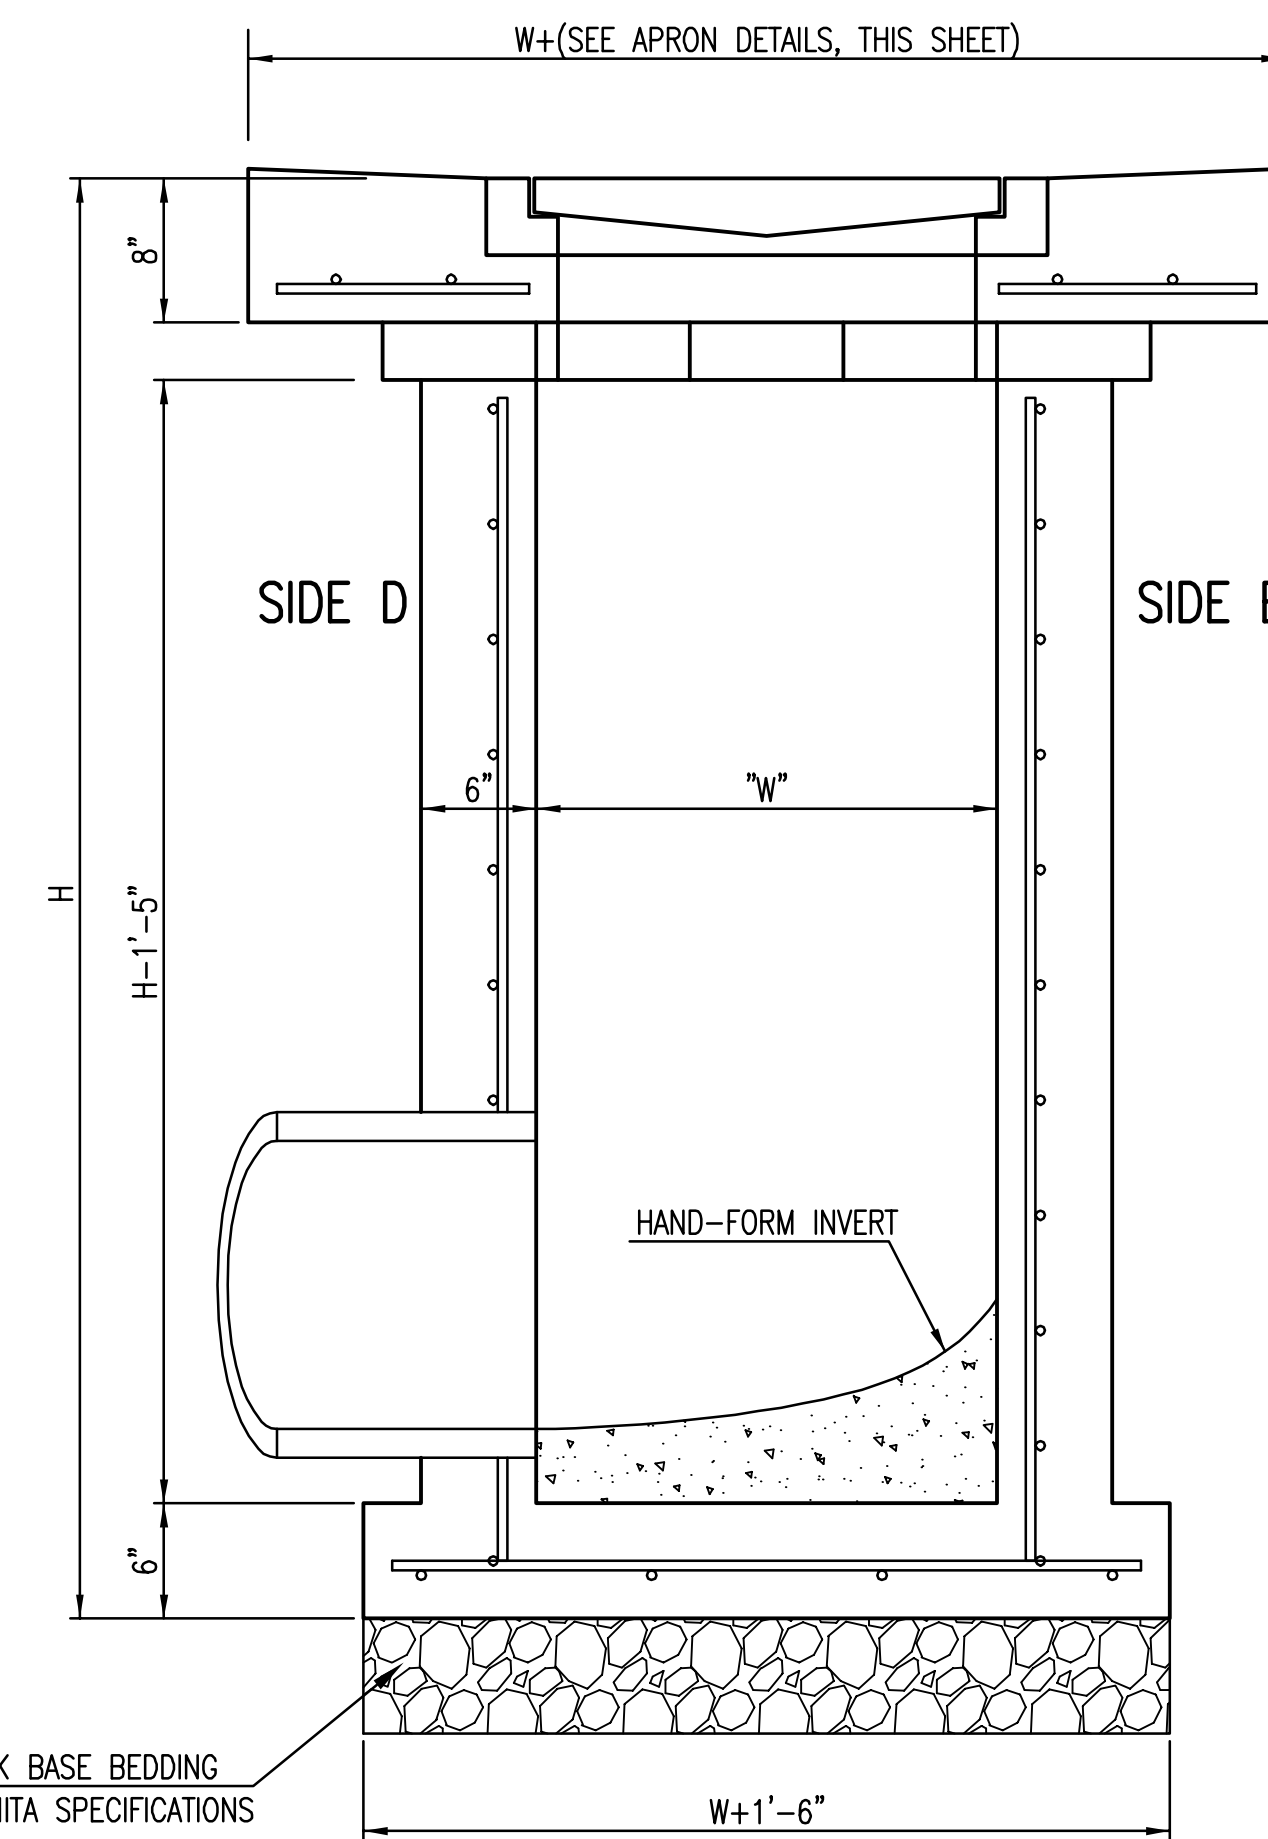 W+(SEE APRON DETAILS, THIS SHEET)
8"
SIDE D
SIDE
6"
"W"
H
H-1'-5"
HAND-FORM INVERT
6"
BASE BEDDING
SPECIFICATIONS
W+1'-6"